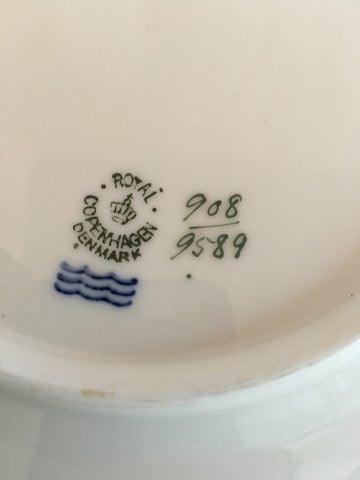 ROYAL
COPENHAGEN
DENMARK
908
9589